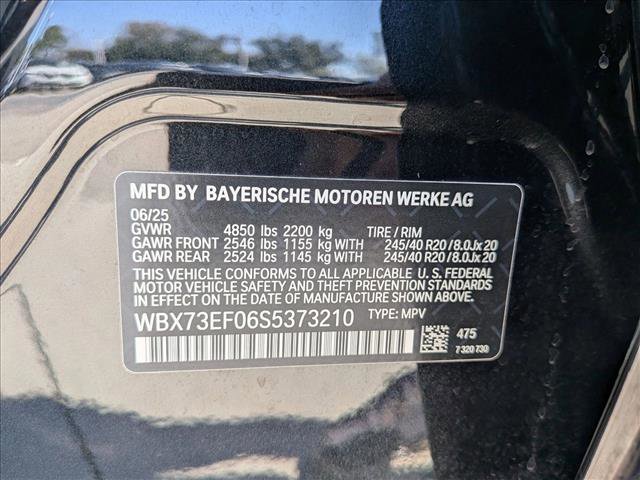 MFD BY BAYERISCHE MOTOREN WERKE AG
06/25
GVWR 4850 lbs 2200 kg TIRE / RIM
GAWR FRONT 2546 lbs 1155 kg WITH 245/40 R20 /8.0Jx20
GAWR REAR 2524 lbs 1145 kg WITH 245/40 R20 /8.0Jx20
THIS VEHICLE CONFORMS TO ALL APPLICABLE U. S. FEDERAL
MOTOR VEHICLE SAFETY, BUMPER, AND THEFT PREVENTION
STANDARDS IN EFFECT ON THE DATE OF MANUFACTURE SHOWN ABOVE.
WBX73EF06S5373210 TYPE: MPV
475
7 320 730